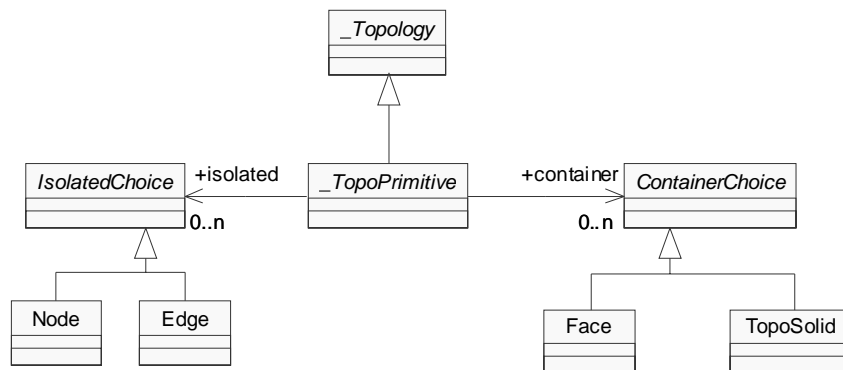 _Topology
IsolatedChoice
+isolated
_TopoPrimitive
+container
ContainerChoice
0..n
0..n
Node
Edge
Face
TopoSolid